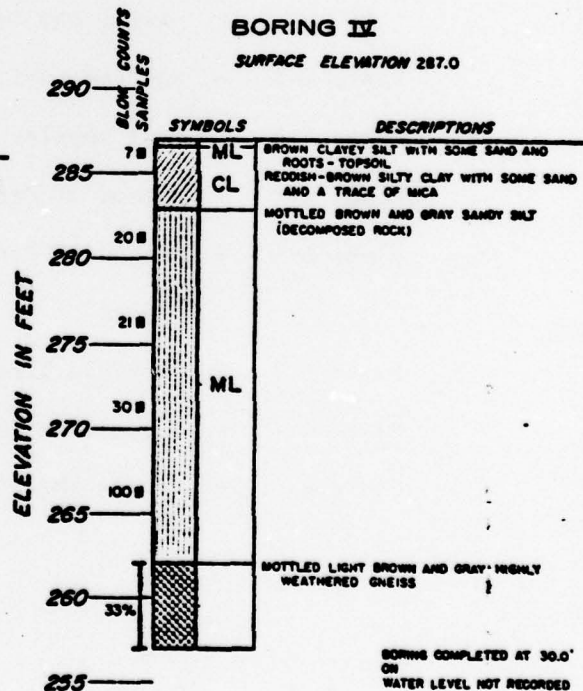 BORING IV
SURFACE ELEVATION 287.0
BLOW COUNTS
SAMPLES
SYMBOLS
DESCRIPTIONS
ELEVATION IN FEET
290
7 ML BROWN CLAYEY SILT WITH SOME SAND AND
ROOTS - TOPSOIL
285
CL REDDISH-BROWN SILTY CLAY WITH SOME SAND
AND A TRACE OF MICA
MOTTLED BROWN AND GRAY SANDY SILT
(DECOMPOSED ROCK)
20
280
21
275
ML
30
270
100
265
MOTTLED LIGHT BROWN AND GRAY HIGHLY
WEATHERED GNEISS
260
33%
BORING COMPLETED AT 30.0'
ON
WATER LEVEL NOT RECORDED
255